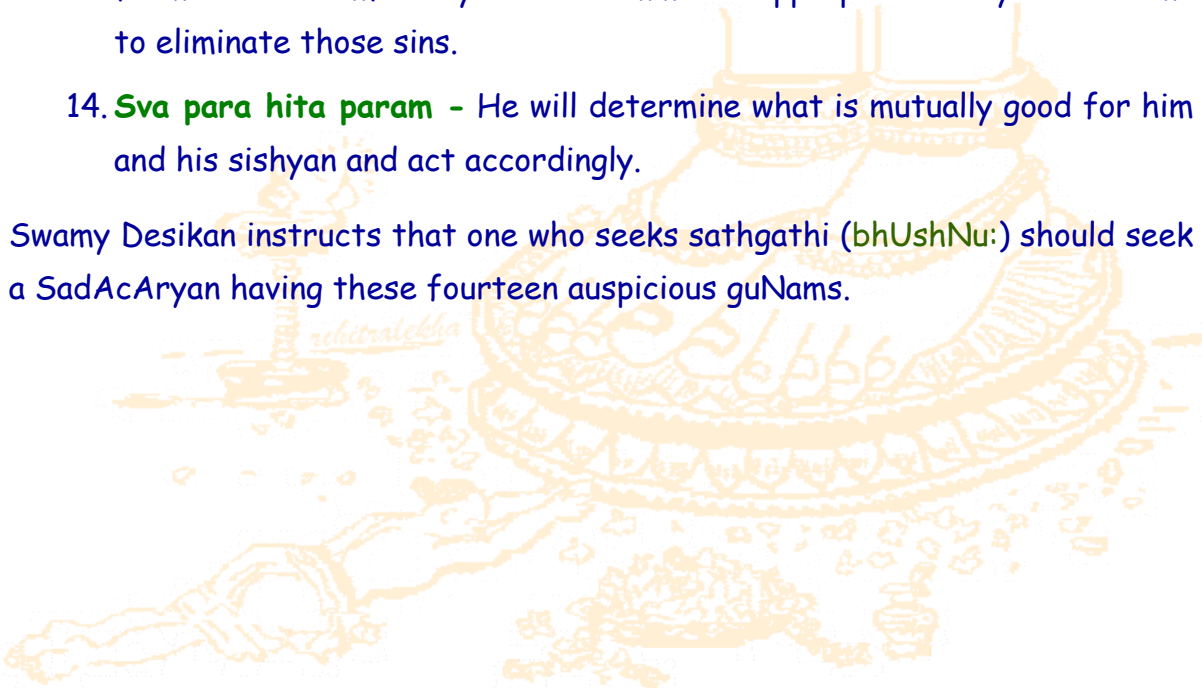 to eliminate those sins.
14. Sva para hita param - He will determine what is mutually good for him
and his sishyan and act accordingly.
Swamy Desikan instructs that one who seeks sathgathi (bhUshNu:) should seek
a SadAcAryan having these fourteen auspicious guNams.